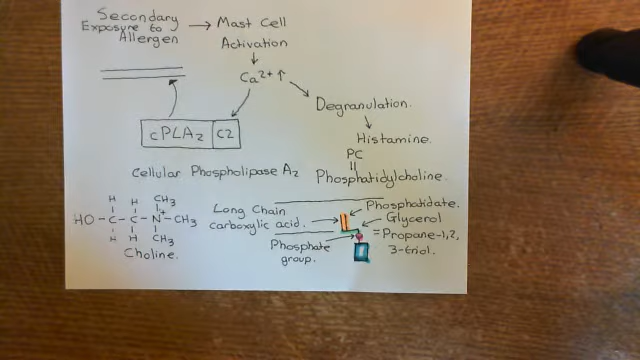 Secondary
Exposure to
Allergen
Mast Cell
Activation
Ca2+ ↑
Degranulation.
Histamine.
cPLA2 C2
Cellular Phospholipase A2
PC
=
Phosphatidylcholine.
H H CH3
HO - C - C - N+ - CH3
H H CH3
Choline.
Long Chain
carboxylic acid.
Phosphate
group.
Phosphatidate.
Glycerol
= Propane-1,2,
3-triol.